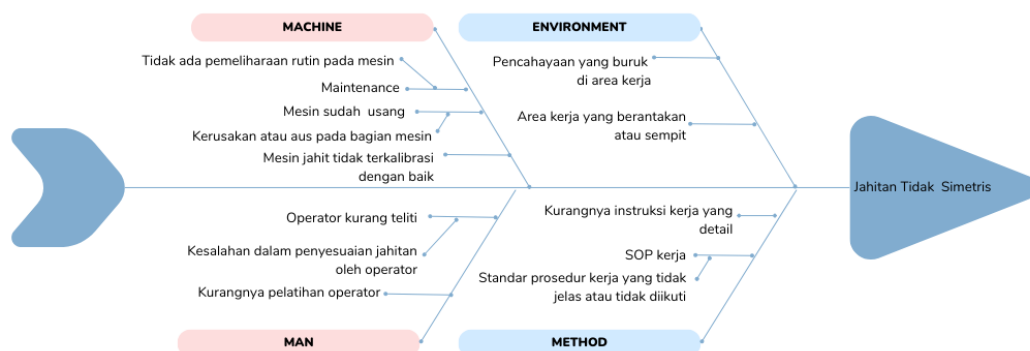 MACHINE
Tidak ada pemeliharaan rutin pada mesin
Maintenance
Mesin sudah usang
Kerusakan atau aus pada bagian mesin
Mesin jahit tidak terkalibrasi
dengan baik
ENVIRONMENT
Pencahayaan yang buruk
di area kerja
Area kerja yang berantakan
atau sempit
Jahitan Tidak Simetris
Operator kurang teliti
Kesalahan dalam penyesuaian jahitan
oleh operator
Kurangnya pelatihan operator
MAN
Kurangnya instruksi kerja yang
detail
SOP kerja
Standar prosedur kerja yang tidak
jelas atau tidak diikuti
METHOD